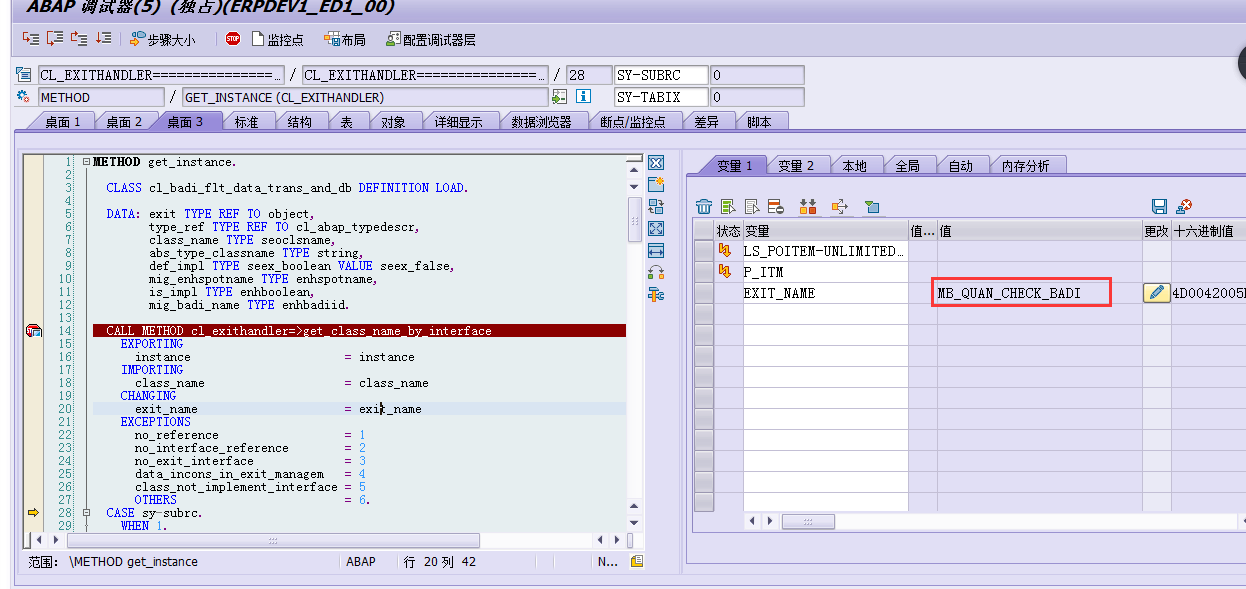 ABAP 调试器(5) (独占)(ERPDEV1_ED1_00)
步骤大小 STOP 监控点 布局 配置调试器层
CL_EXITHANDLER===============… / CL_EXITHANDLER===============… / 28 SY-SUBRC 0
METHOD / GET_INSTANCE (CL_EXITHANDLER) SY-TABIX 0
桌面 1 桌面 2 桌面 3 标准 结构 表 对象 详细显示 数据浏览器 断点/监控点 差异 脚本
1 METHOD get_instance.
2
3 CLASS cl_badi_flt_data_trans_and_db DEFINITION LOAD.
4
5 DATA: exit TYPE REF TO object,
6 type_ref TYPE REF TO cl_abap_typedescr,
7 class_name TYPE seoclsname,
8 abs_type_classname TYPE string,
9 def_impl TYPE seex_boolean VALUE seex_false,
10 mig_enhspotname TYPE enhspotname,
11 is_impl TYPE enhboolean,
12 mig_badi_name TYPE enhbadiid.
13
14 CALL METHOD cl_exithandler=>get_class_name_by_interface
15 EXPORTING
16 instance = instance
17 IMPORTING
18 class_name = class_name
19 CHANGING
20 exit_name = exit_name
21 EXCEPTIONS
22 no_reference = 1
23 no_interface_reference = 2
24 no_exit_interface = 3
25 data_incons_in_exit_managem = 4
26 class_not_implement_interface = 5
27 OTHERS = 6.
28 CASE sy-subrc.
29 WHEN 1.
范围: \METHOD get_instance ABAP 行 20 列 42 N...
变量 1 变量 2 本地 全局 自动 内存分析
状态 变量 值... 值 更改 十六进制值
LS_POITEM-UNLIMITED…
P_ITM
EXIT_NAME MB_QUAN_CHECK_BADI 4D0042005